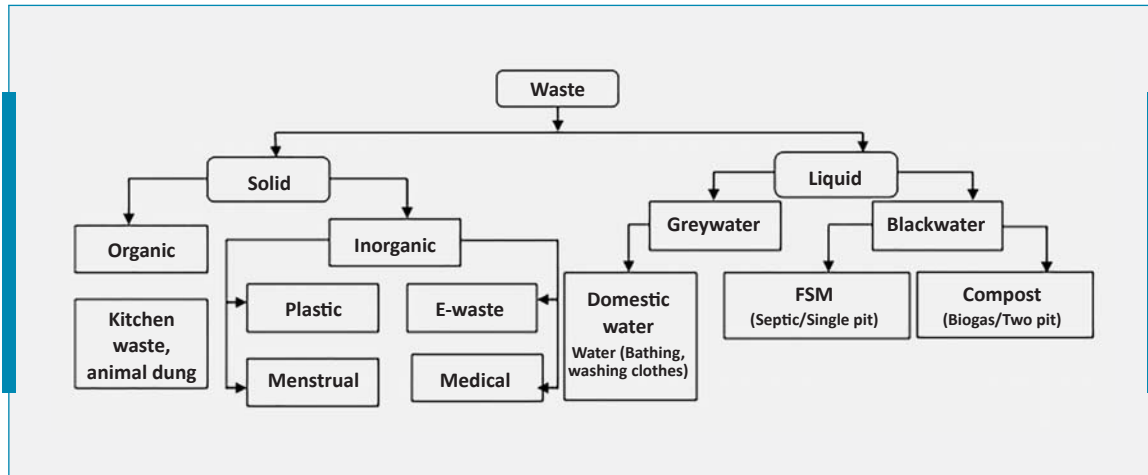 Waste
Solid
Liquid
Organic
Inorganic
Greywater
Blackwater
Kitchen
waste,
animal dung
Plastic
E-waste
Menstrual
Medical
Domestic
water
Water (Bathing,
washing clothes)
FSM
(Septic/Single pit)
Compost
(Biogas/Two pit)